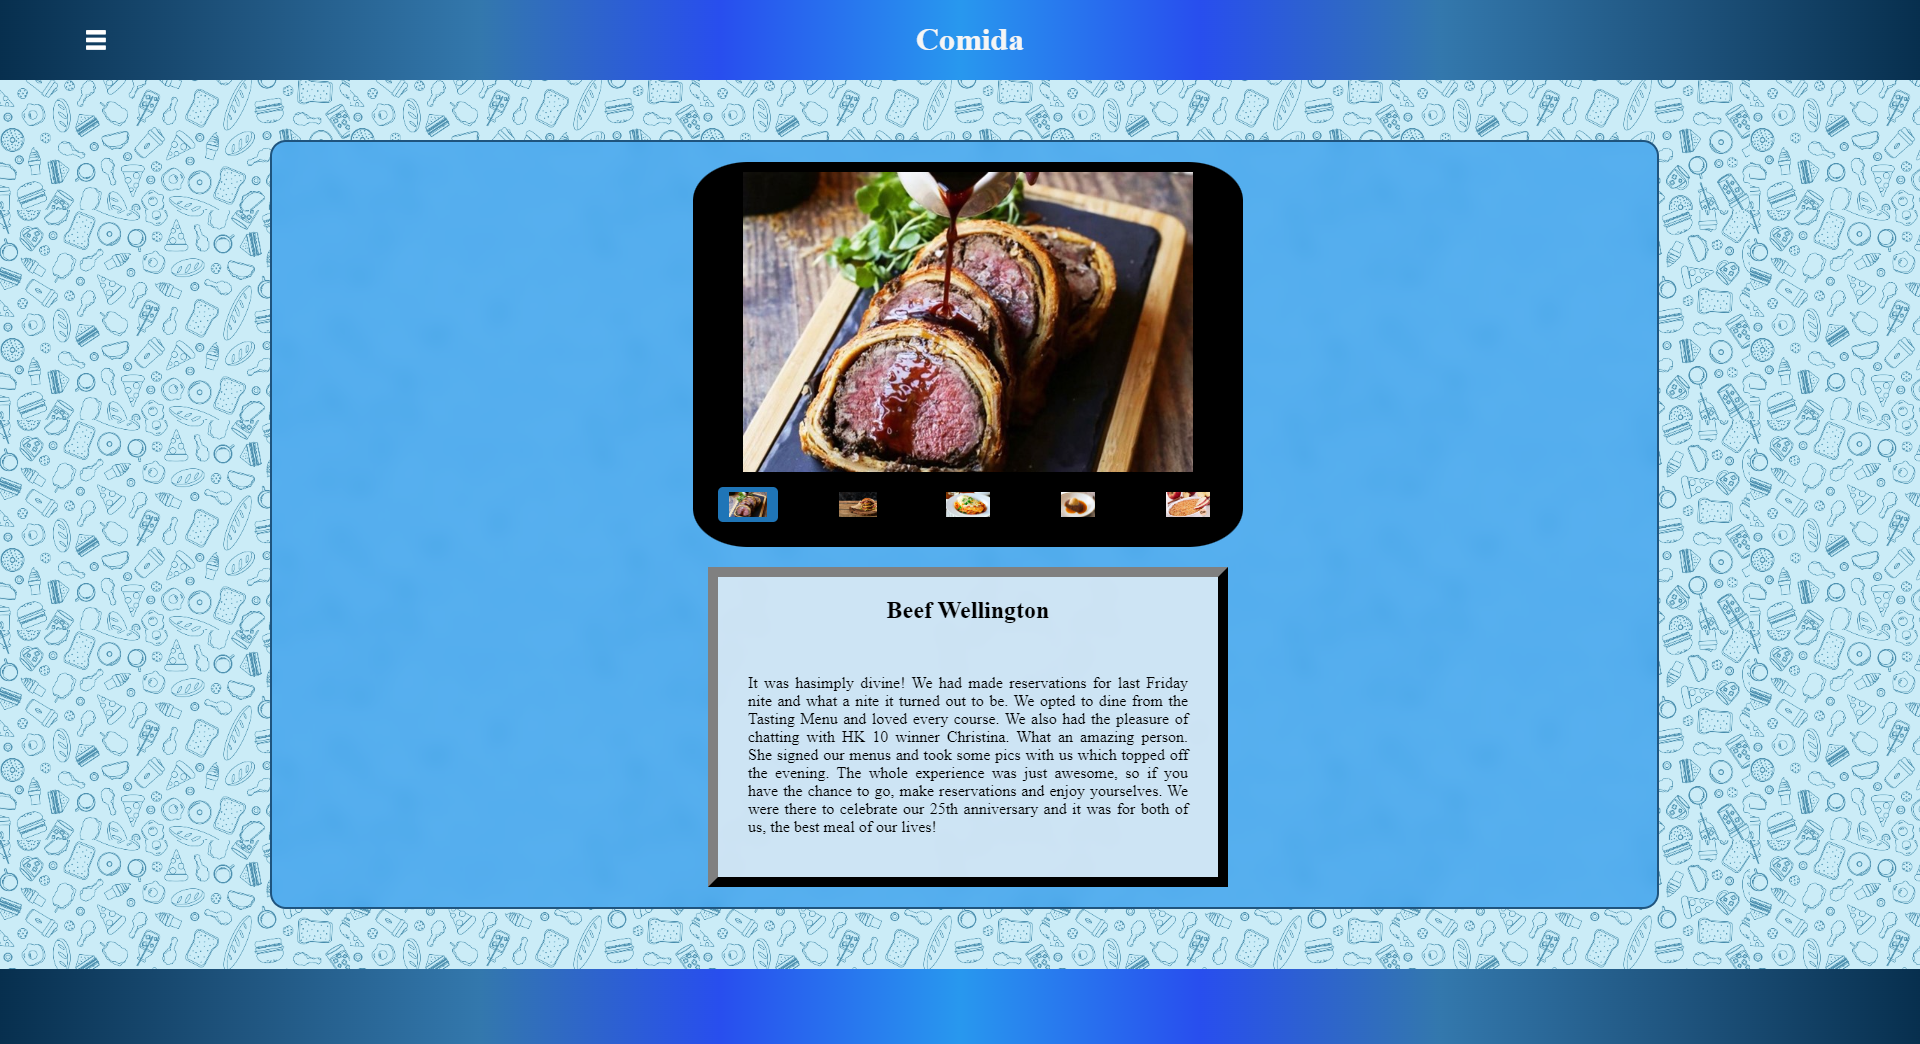 Comida
Beef Wellington
It was hasimply divine! We had made reservations for last Friday
nite and what a nite it turned out to be. We opted to dine from the
Tasting Menu and loved every course. We also had the pleasure of
chatting with HK 10 winner Christina. What an amazing person.
She signed our menus and took some pics with us which topped off
the evening. The whole experience was just awesome, so if you
have the chance to go, make reservations and enjoy yourselves. We
were there to celebrate our 25th anniversary and it was for both of
us, the best meal of our lives!